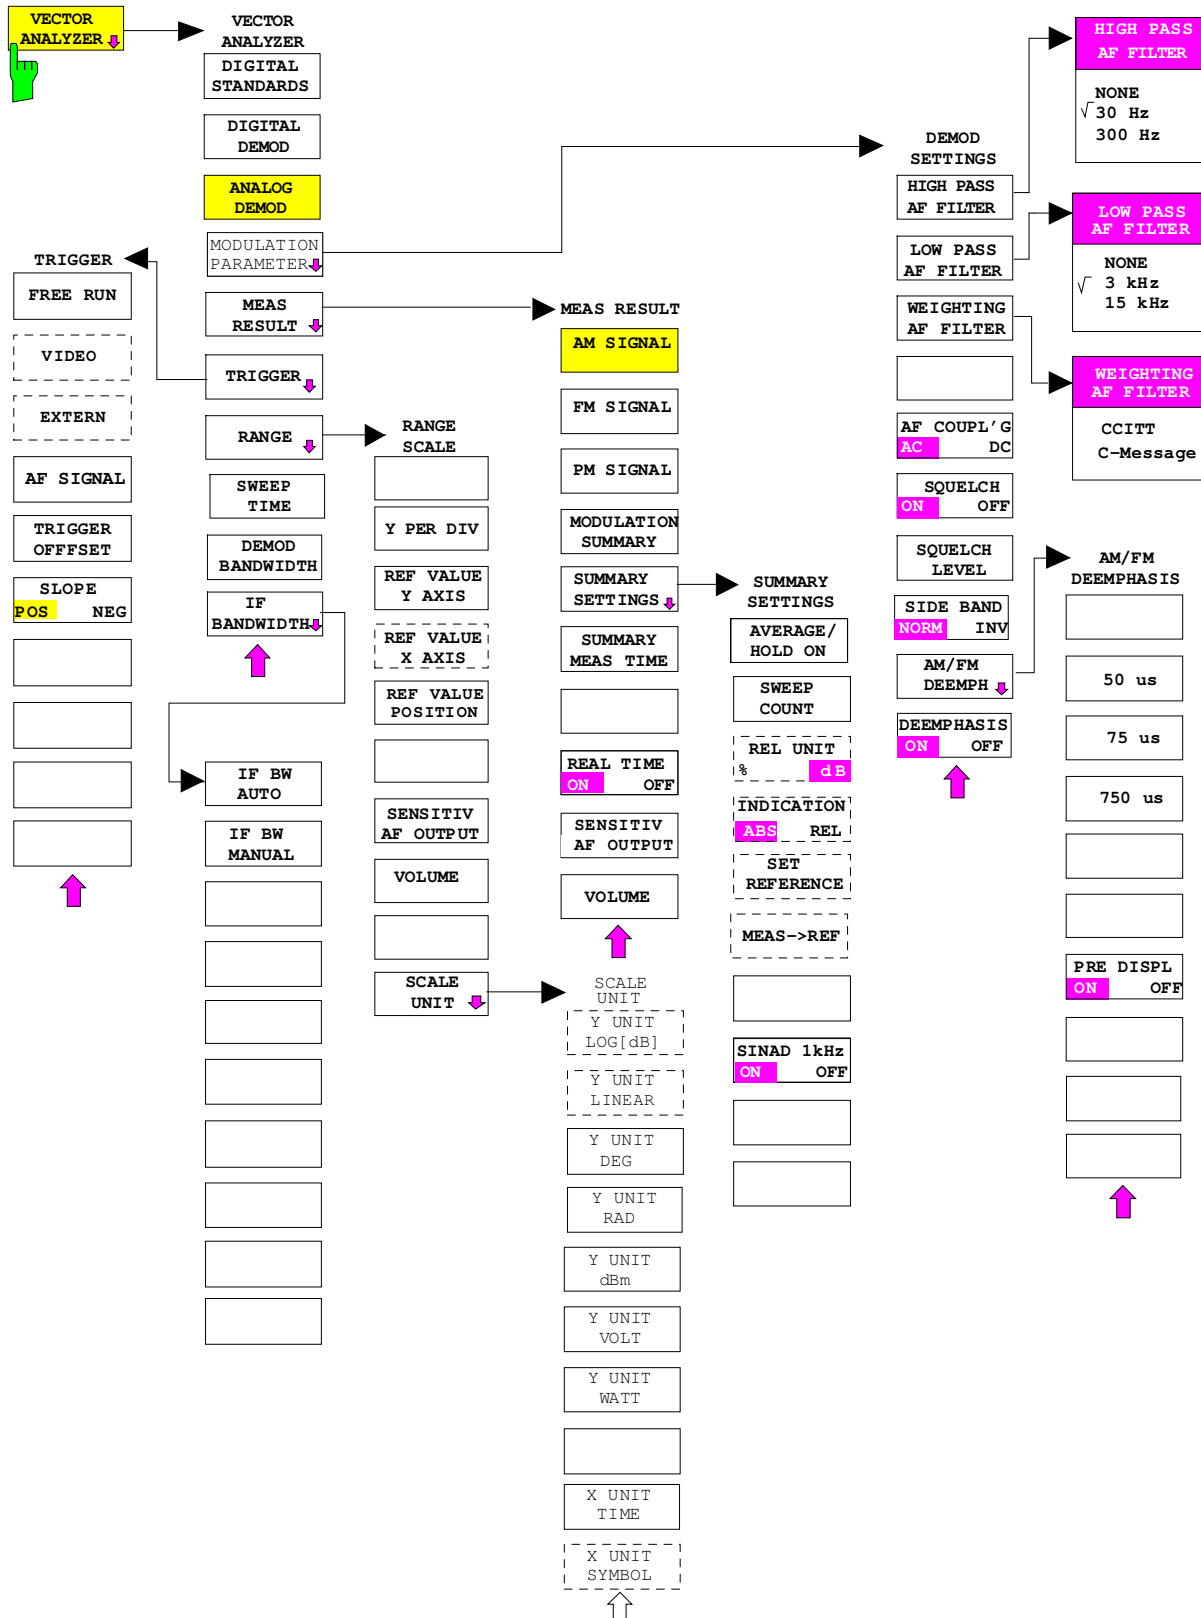 VECTOR
ANALYZER
VECTOR
ANALYZER
DIGITAL
STANDARDS
DIGITAL
DEMOD
ANALOG
DEMOD
MODULATION
PARAMETER
MEAS
RESULT
TRIGGER
RANGE
SWEEP
TIME
DEMOD
BANDWIDTH
IF
BANDWIDTH
TRIGGER
FREE RUN
VIDEO
EXTERN
AF SIGNAL
TRIGGER
OFFFSET
SLOPE
POS NEG
IF BW
AUTO
IF BW
MANUAL
RANGE
SCALE
Y PER DIV
REF VALUE
Y AXIS
REF VALUE
X AXIS
REF VALUE
POSITION
SENSITIV
AF OUTPUT
VOLUME
SCALE
UNIT
MEAS RESULT
AM SIGNAL
FM SIGNAL
PM SIGNAL
MODULATION
SUMMARY
SUMMARY
SETTINGS
SUMMARY
MEAS TIME
REAL TIME
ON OFF
SENSITIV
AF OUTPUT
VOLUME
SCALE
UNIT
Y UNIT
LOG[dB]
Y UNIT
LINEAR
Y UNIT
DEG
Y UNIT
RAD
Y UNIT
dBm
Y UNIT
VOLT
Y UNIT
WATT
X UNIT
TIME
X UNIT
SYMBOL
SUMMARY
SETTINGS
AVERAGE/
HOLD ON
SWEEP
COUNT
REL UNIT
% dB
INDICATION
ABS REL
SET
REFERENCE
MEAS->REF
SINAD 1kHz
ON OFF
DEMOD
SETTINGS
HIGH PASS
AF FILTER
LOW PASS
AF FILTER
WEIGHTING
AF FILTER
AF COUPL'G
AC DC
SQUELCH
ON OFF
SQUELCH
LEVEL
SIDE BAND
NORM INV
AM/FM
DEEMPH
DEEMPHASIS
ON OFF
HIGH PASS
AF FILTER
NONE
√ 30 Hz
300 Hz
LOW PASS
AF FILTER
NONE
√ 3 kHz
15 kHz
WEIGHTING
AF FILTER
CCITT
C-Message
AM/FM
DEEMPHASIS
50 us
75 us
750 us
PRE DISPL
ON OFF